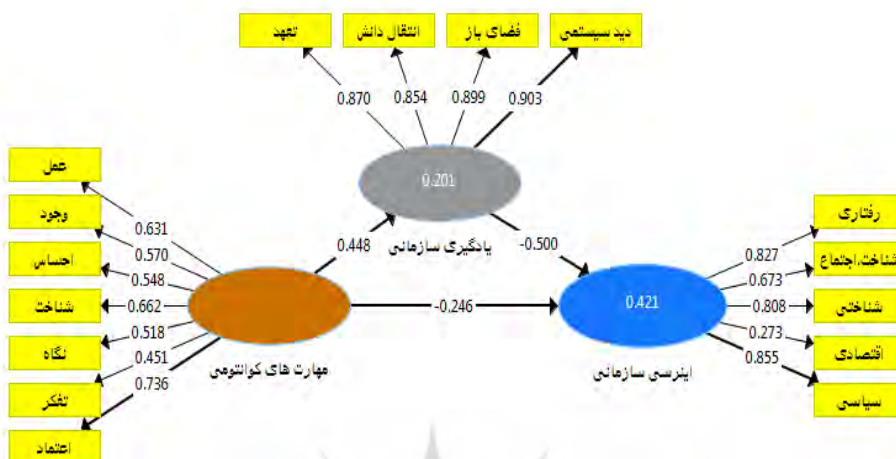 دید سیستمی
فضای باز
انتقال دانش
تعهد
0.870
0.854
0.899
0.903
عمل
وجود
احساس
شناخت
نگاه
تفکر
اعتماد
0.631
0.570
0.548
0.662
0.518
0.451
0.736
مهارت های کوانتومی
0.448
0.201
یادگیری سازمانی
-0.500
-0.246
0.421
اینرسی سازمانی
0.827
0.673
0.808
0.273
0.855
رفتاری
شناخت،اجتماع
شناختی
اقتصادی
سیاسی